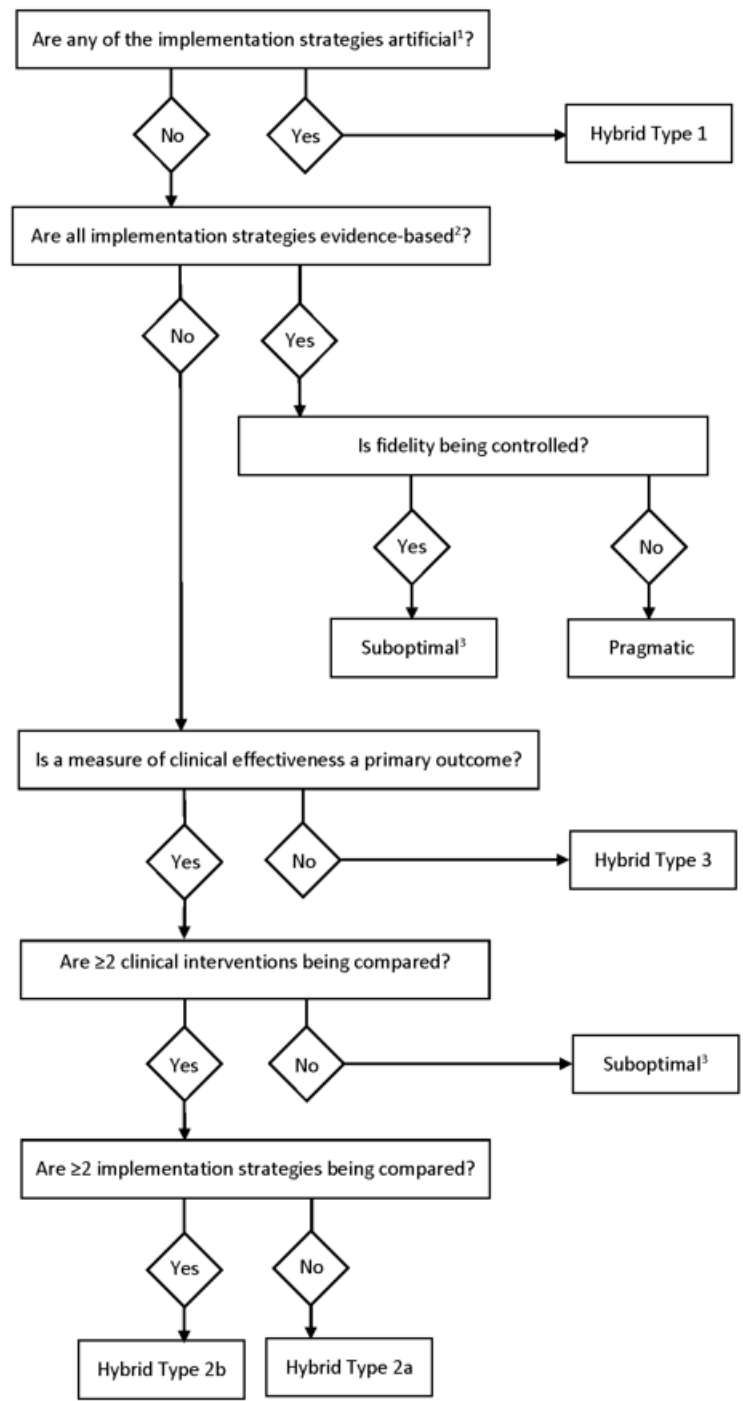 Are any of the implementation strategies artificial¹?
No
Yes
Hybrid Type 1
Are all implementation strategies evidence-based²?
No
Yes
Is fidelity being controlled?
Yes
No
Suboptimal³
Pragmatic
Is a measure of clinical effectiveness a primary outcome?
Yes
No
Hybrid Type 3
Are ≥2 clinical interventions being compared?
Yes
No
Suboptimal³
Are ≥2 implementation strategies being compared?
Yes
No
Hybrid Type 2b
Hybrid Type 2a